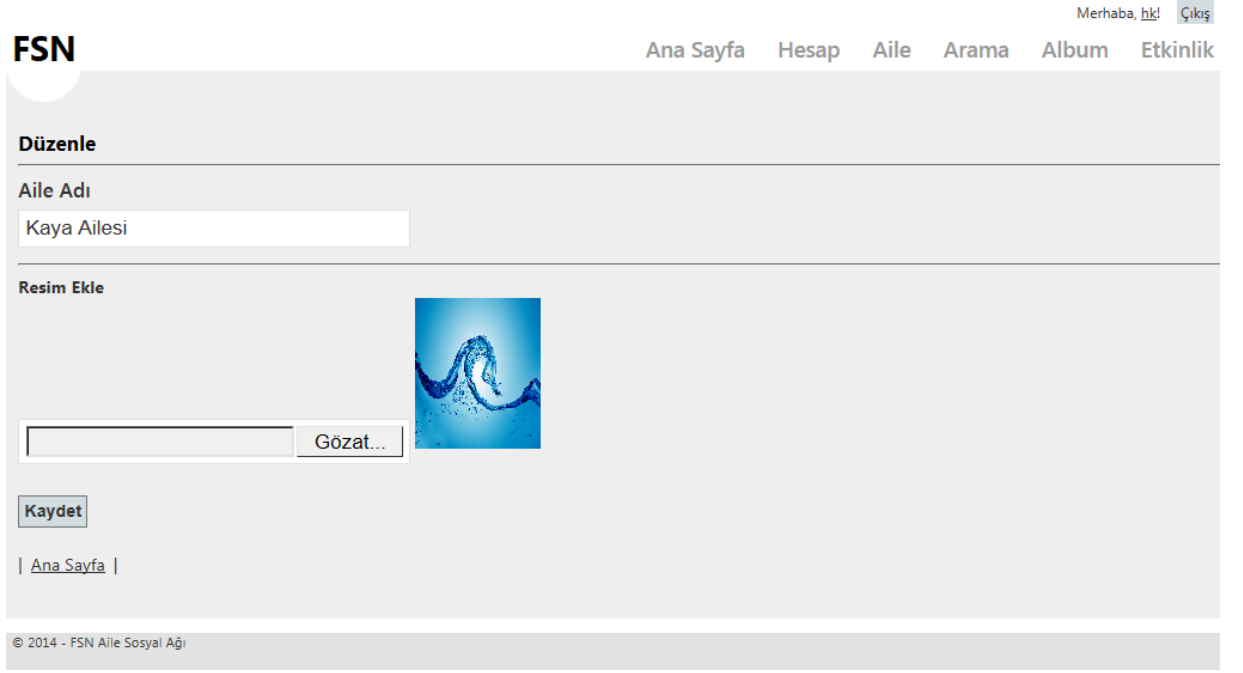 Merhaba, hk! Çıkış
FSN
Ana Sayfa Hesap Aile Arama Album Etkinlik
Düzenle
Aile Adı
Kaya Ailesi
Resim Ekle
Gözat...
Kaydet
| Ana Sayfa |
© 2014 - FSN Aile Sosyal Ağı